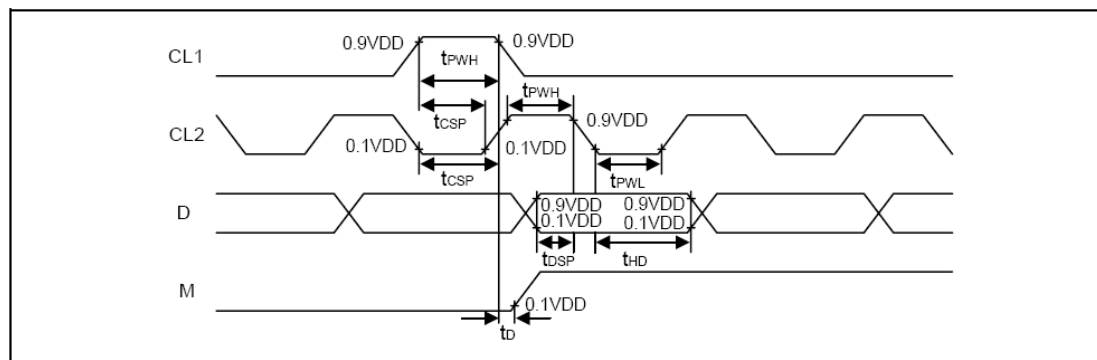 CL1
0.9VDD
0.9VDD
tPWH
tPWH
tCSP
CL2
0.9VDD
0.1VDD
0.1VDD
tCSP
tPWL
D
0.9VDD
0.9VDD
0.1VDD
0.1VDD
tDSP
tHD
M
0.1VDD
tD